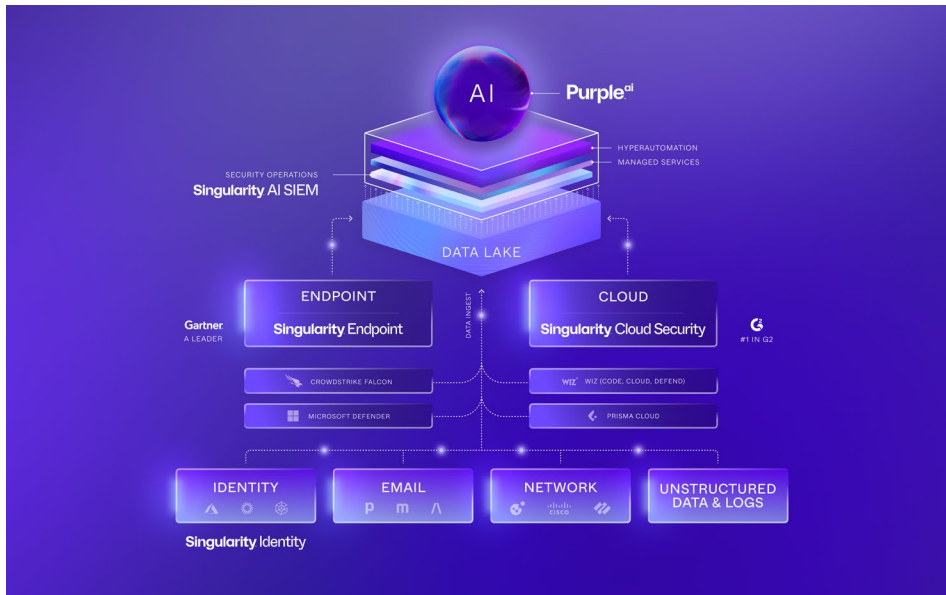 AI
Purple ai
HYPERAUTOMATION
MANAGED SERVICES
SECURITY OPERATIONS
Singularity AI SIEM
DATA LAKE
ENDPOINT
Singularity Endpoint
Gartner
A LEADER
DATA INGEST
CLOUD
Singularity Cloud Security
G2
#1 IN G2
CROWDSTRIKE FALCON
WIZ WIZ (CODE, CLOUD, DEFEND)
MICROSOFT DEFENDER
PRISMA CLOUD
IDENTITY
EMAIL
p m
NETWORK
CISCO
UNSTRUCTURED
DATA & LOGS
Singularity Identity